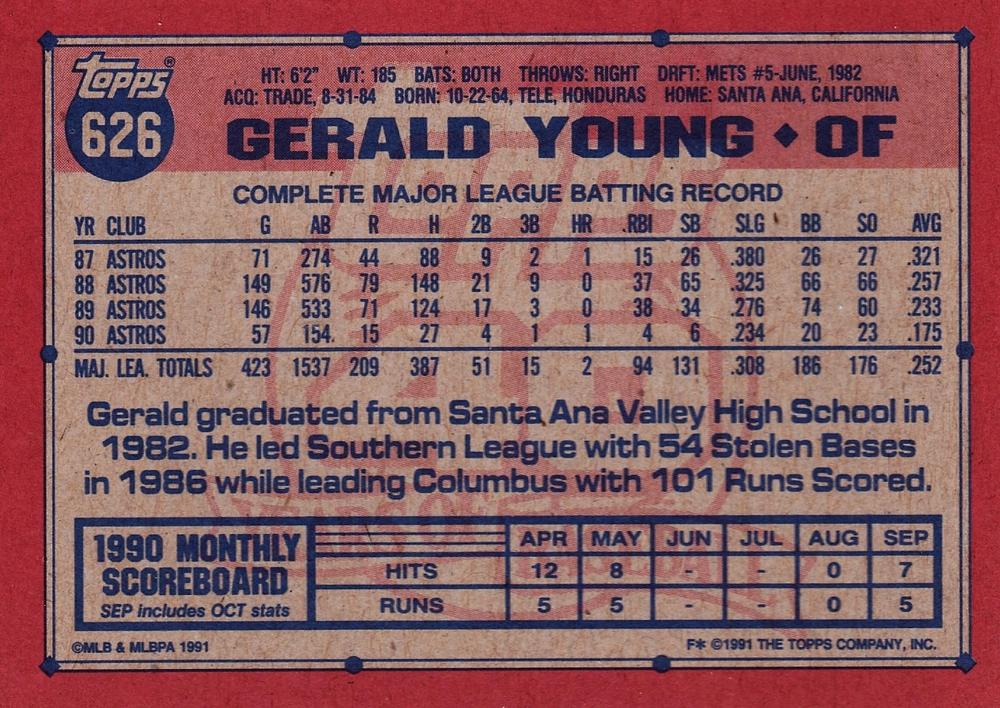 TOPPS®
626
HT: 6'2" WT: 185 BATS: BOTH THROWS: RIGHT DRFT: METS #5-JUNE, 1982
ACQ: TRADE, 8-31-84 BORN: 10-22-64, TELE, HONDURAS HOME: SANTA ANA, CALIFORNIA
GERALD YOUNG ♦ OF
COMPLETE MAJOR LEAGUE BATTING RECORD
YR CLUB G AB R H 2B 3B HR RBI SB SLG BB SO AVG
87 ASTROS 71 274 44 88 9 2 1 15 26 .380 26 27 .321
88 ASTROS 149 576 79 148 21 9 0 37 65 .325 66 66 .257
89 ASTROS 146 533 71 124 17 3 0 38 34 .276 74 60 .233
90 ASTROS 57 154 15 27 4 1 1 4 6 .234 20 23 .175
MAJ. LEA. TOTALS 423 1537 209 387 51 15 2 94 131 .308 186 176 .252
Gerald graduated from Santa Ana Valley High School in
1982. He led Southern League with 54 Stolen Bases
in 1986 while leading Columbus with 101 Runs Scored.
1990 MONTHLY
SCOREBOARD
SEP includes OCT stats
APR MAY JUN JUL AUG SEP
HITS 12 8 - - 0 7
RUNS 5 5 - - 0 5
©MLB & MLBPA 1991
F* ©1991 THE TOPPS COMPANY, INC.